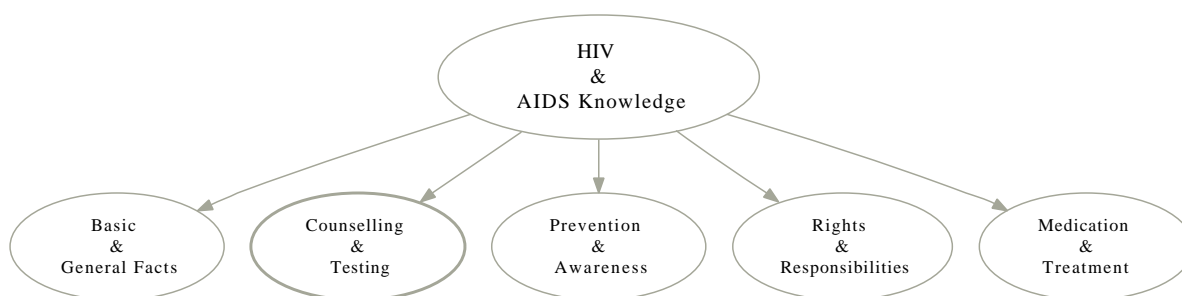 HIV
&
AIDS Knowledge
Basic
&
General Facts
Counselling
&
Testing
Prevention
&
Awareness
Rights
&
Responsibilities
Medication
&
Treatment